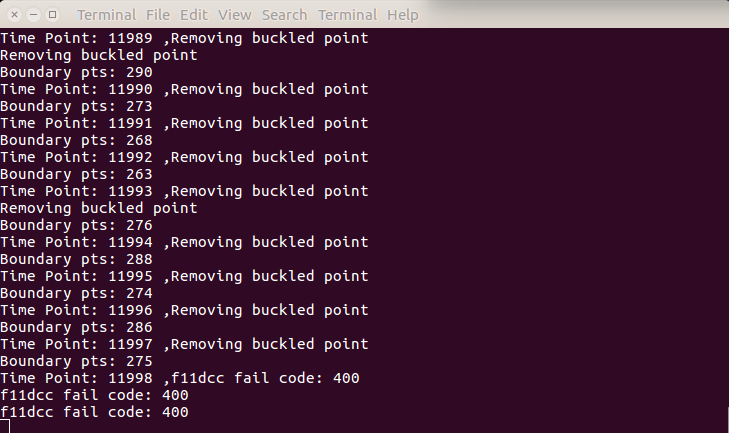 Terminal File Edit View Search Terminal Help
Time Point: 11989 ,Removing buckled point
Removing buckled point
Boundary pts: 290
Time Point: 11990 ,Removing buckled point
Boundary pts: 273
Time Point: 11991 ,Removing buckled point
Boundary pts: 268
Time Point: 11992 ,Removing buckled point
Boundary pts: 263
Time Point: 11993 ,Removing buckled point
Removing buckled point
Boundary pts: 276
Time Point: 11994 ,Removing buckled point
Boundary pts: 288
Time Point: 11995 ,Removing buckled point
Boundary pts: 274
Time Point: 11996 ,Removing buckled point
Boundary pts: 286
Time Point: 11997 ,Removing buckled point
Boundary pts: 275
Time Point: 11998 ,f11dcc fail code: 400
f11dcc fail code: 400
f11dcc fail code: 400